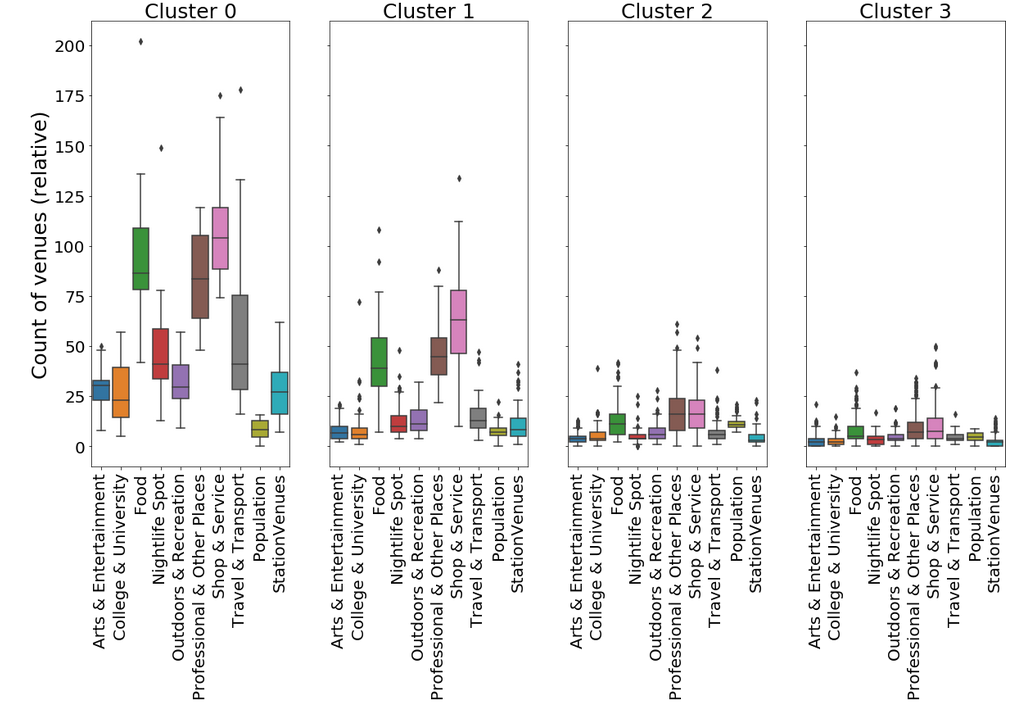 Cluster 0
Cluster 1
Cluster 2
Cluster 3
Count of venues (relative)
200
175
150
125
100
75
50
25
0
Arts & Entertainment
College & University
Food
Nightlife Spot
Outdoors & Recreation
Professional & Other Places
Shop & Service
Travel & Transport
Population
StationVenues
Arts & Entertainment
College & University
Food
Nightlife Spot
Outdoors & Recreation
Professional & Other Places
Shop & Service
Travel & Transport
Population
StationVenues
Arts & Entertainment
College & University
Food
Nightlife Spot
Outdoors & Recreation
Professional & Other Places
Shop & Service
Travel & Transport
Population
StationVenues
Arts & Entertainment
College & University
Food
Nightlife Spot
Outdoors & Recreation
Professional & Other Places
Shop & Service
Travel & Transport
Population
StationVenues